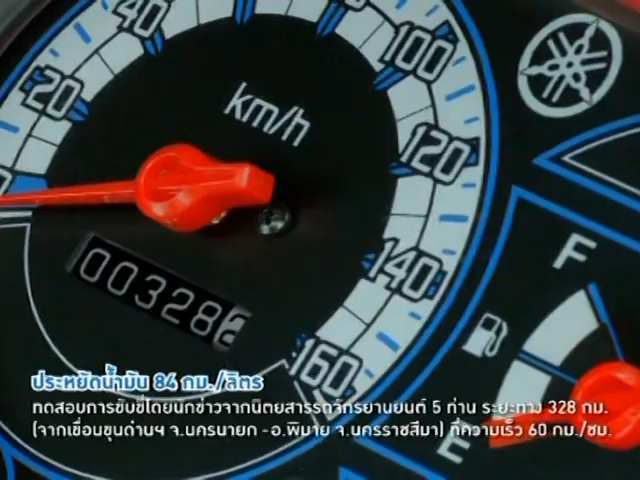 40
100
20
km/h
120
F
140
003286
160
ประหยัดน้ำมัน 84 กม./ลิตร
ทดสอบการขับขี่โดยนักข่าวจากนิตยสารรถจักรยานยนต์ 5 ท่าน ระยะทาง 328 กม.
(จากเขื่อนขุนด่านฯ จ.นครนายก -อ.พิมาย จ.นครราชสีมา) ที่ความเร็ว 60 กม./ชม.
E